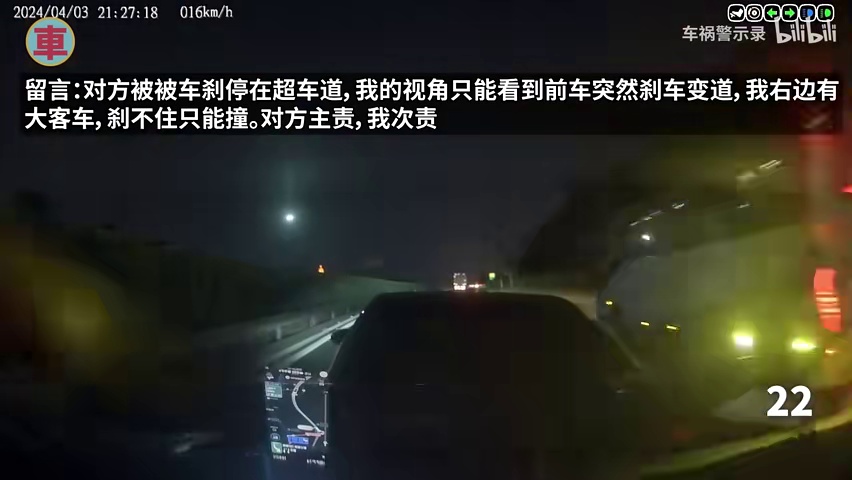 2024/04/03 21:27:18 016km/h
車
车祸警示录 bilibili
留言：对方被被车刹停在超车道，我的视角只能看到前车突然刹车变道，我右边有
大客车，刹不住只能撞。对方主责，我次责
22